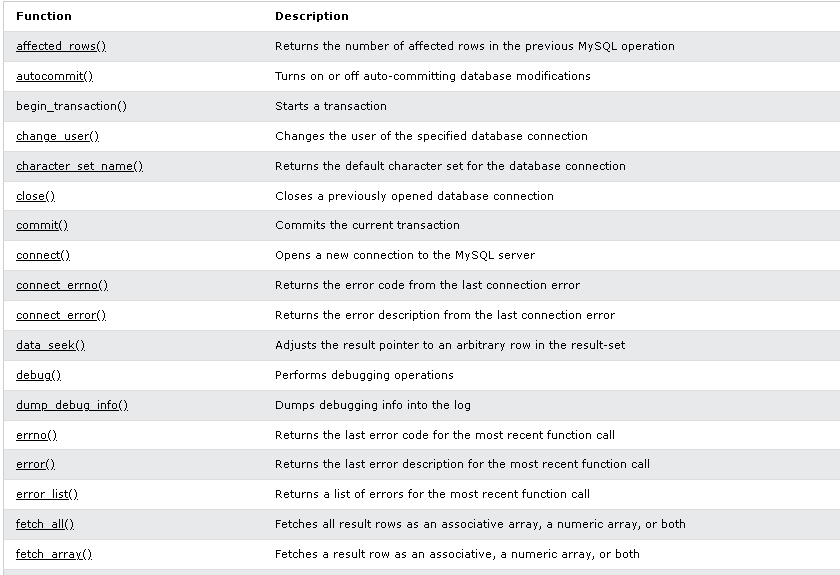 Function Description
affected_rows() Returns the number of affected rows in the previous MySQL operation
autocommit() Turns on or off auto-committing database modifications
begin_transaction() Starts a transaction
change_user() Changes the user of the specified database connection
character_set_name() Returns the default character set for the database connection
close() Closes a previously opened database connection
commit() Commits the current transaction
connect() Opens a new connection to the MySQL server
connect_errno() Returns the error code from the last connection error
connect_error() Returns the error description from the last connection error
data_seek() Adjusts the result pointer to an arbitrary row in the result-set
debug() Performs debugging operations
dump_debug_info() Dumps debugging info into the log
errno() Returns the last error code for the most recent function call
error() Returns the last error description for the most recent function call
error_list() Returns a list of errors for the most recent function call
fetch_all() Fetches all result rows as an associative array, a numeric array, or both
fetch_array() Fetches a result row as an associative, a numeric array, or both